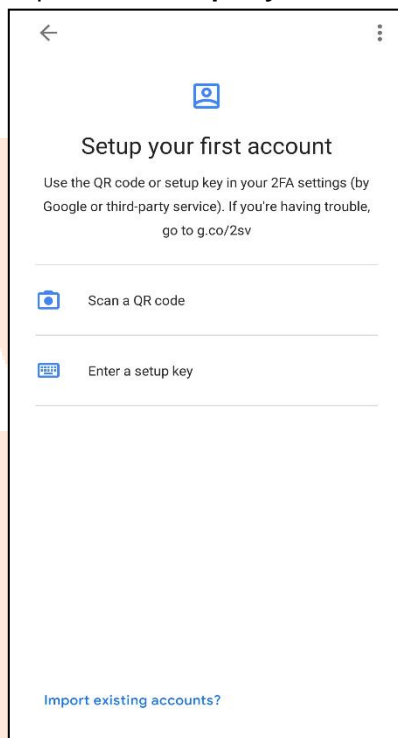 Setup your first account
Use the QR code or setup key in your 2FA settings (by
Google or third-party service). If you're having trouble,
go to g.co/2sv
Scan a QR code
Enter a setup key
Import existing accounts?